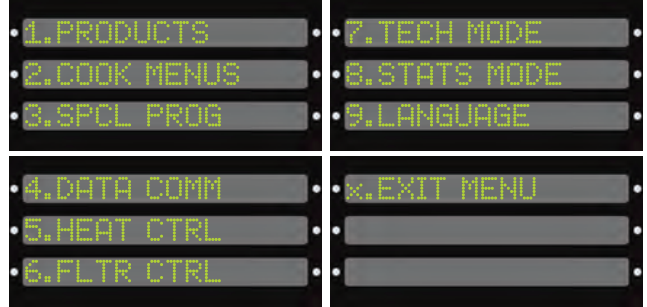 1.PRODUCTS
2.COOK MENUS
3.SPCL PROG
4.DATA COMM
5.HEAT CTRL
6.FLTR CTRL
7.TECH MODE
8.STATS MODE
9.LANGUAGE
x.EXIT MENU